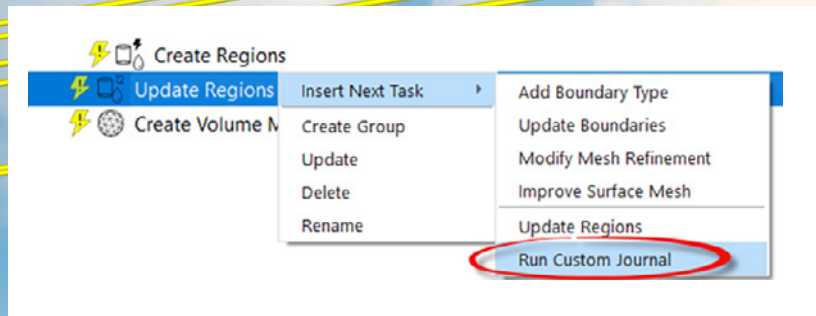 Create Regions
Update Regions
Create Volume M
Insert Next Task
Create Group
Update
Delete
Rename
Add Boundary Type
Update Boundaries
Modify Mesh Refinement
Improve Surface Mesh
Update Regions
Run Custom Journal